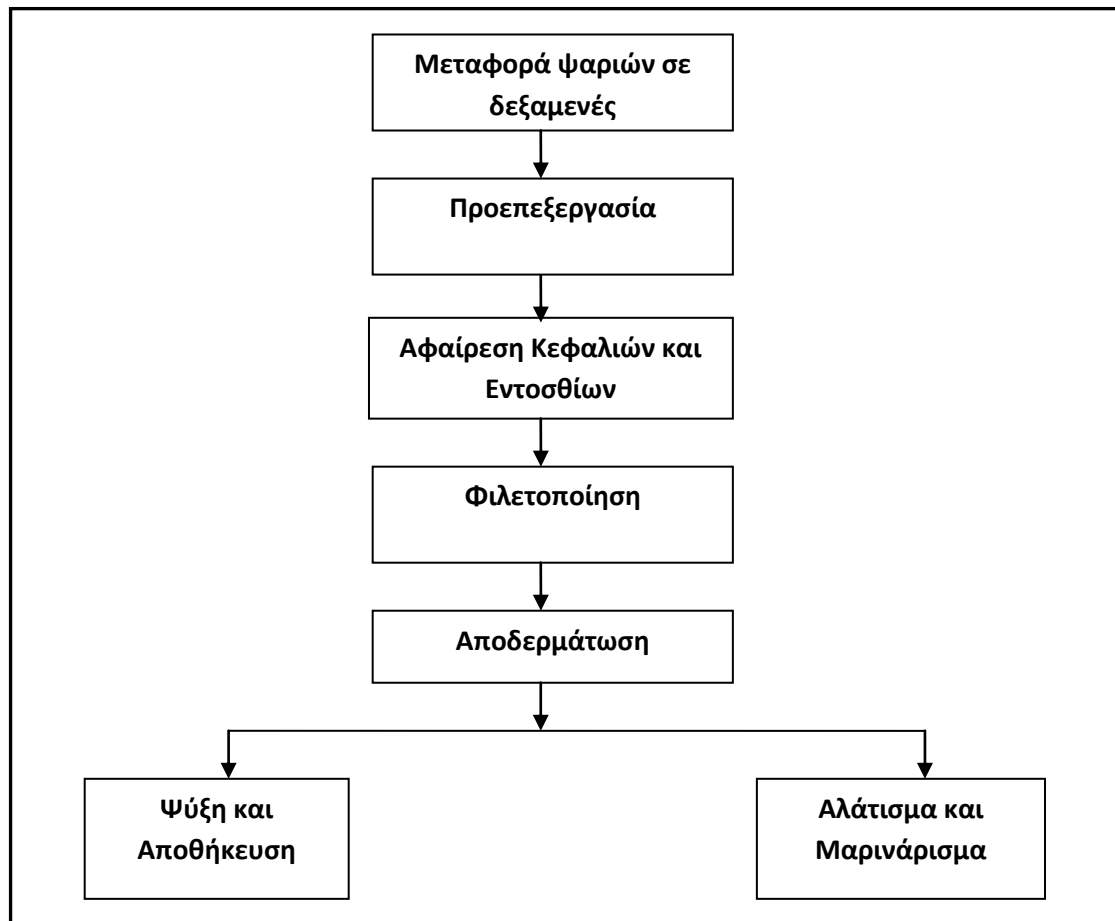 Μεταφορά ψαριών σε
δεξαμενές
Προεπεξεργασία
Αφαίρεση Κεφαλιών και
Εντοσθίων
Φιλετοποίηση
Αποδερμάτωση
Ψύξη και
Αποθήκευση
Αλάτισμα και
Μαρινάρισμα